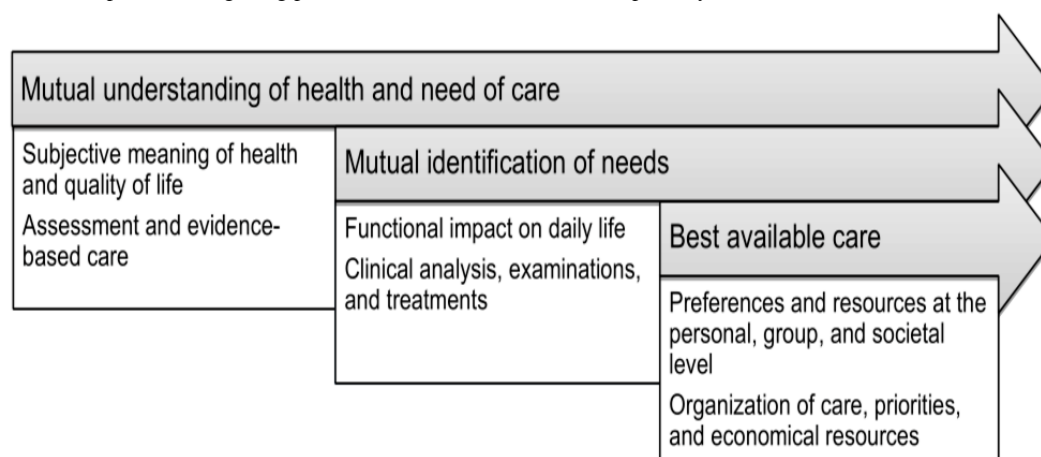 Mutual understanding of health and need of care
Subjective meaning of health
and quality of life
Assessment and evidence-
based care
Mutual identification of needs
Functional impact on daily life
Clinical analysis, examinations,
and treatments
Best available care
Preferences and resources at the
personal, group, and societal
level
Organization of care, priorities,
and economical resources